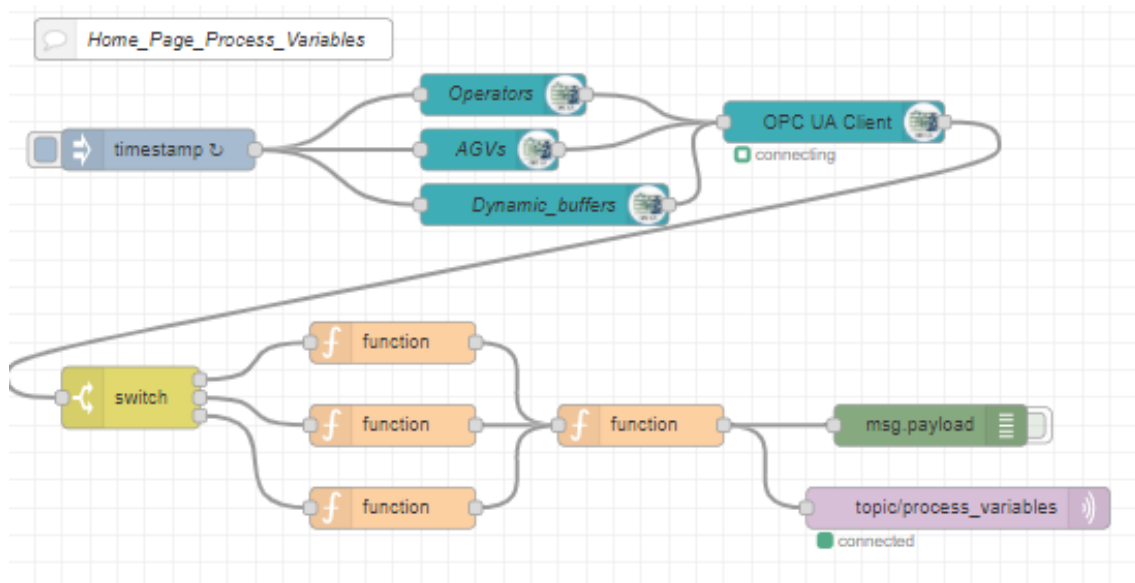 Home_Page_Process_Variables
Operators
timestamp ↻
AGVs
Dynamic_buffers
OPC UA Client
connecting
function
switch
function
function
function
msg.payload
topic/process_variables
connected